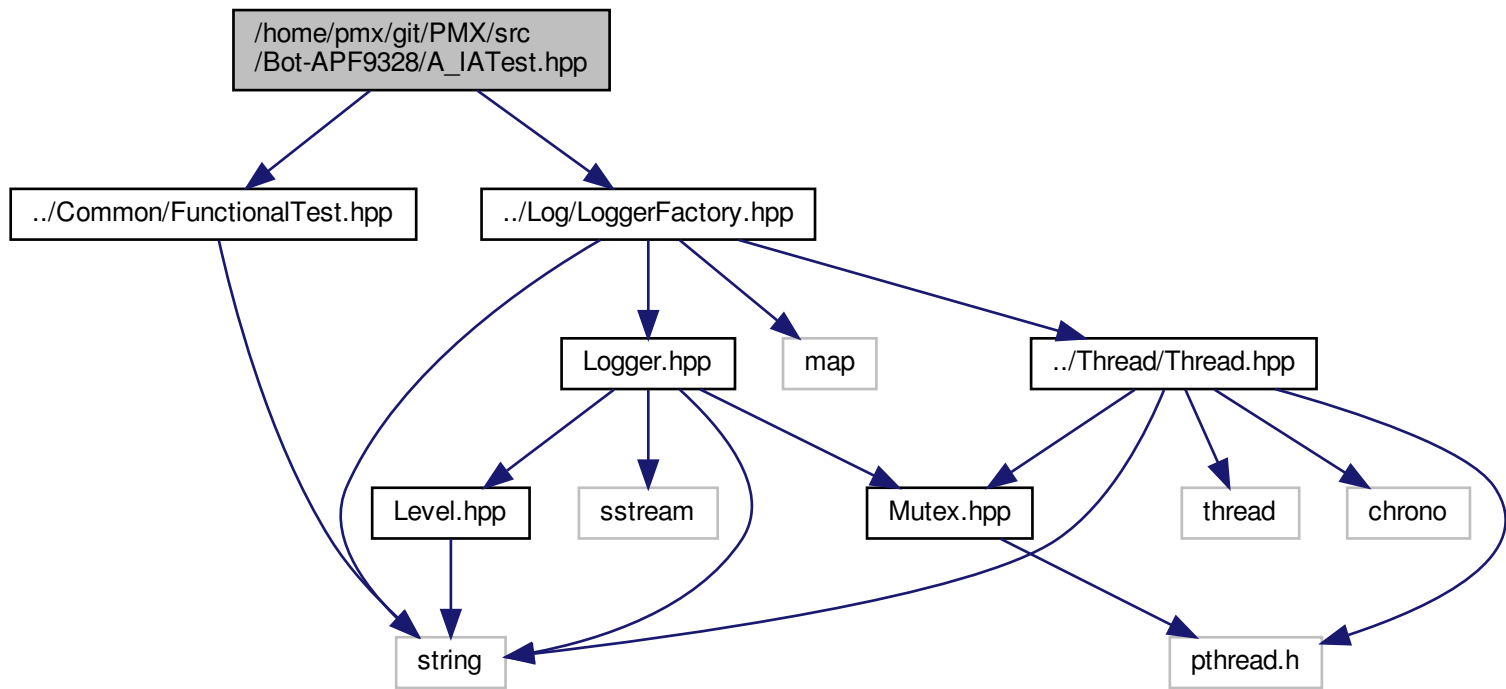 /home/pmx/git/PMX/src
/Bot-APF9328/A_IATest.hpp
../Common/FunctionalTest.hpp
../Log/LoggerFactory.hpp
Logger.hpp
map
../Thread/Thread.hpp
Level.hpp
sstream
Mutex.hpp
thread
chrono
string
pthread.h